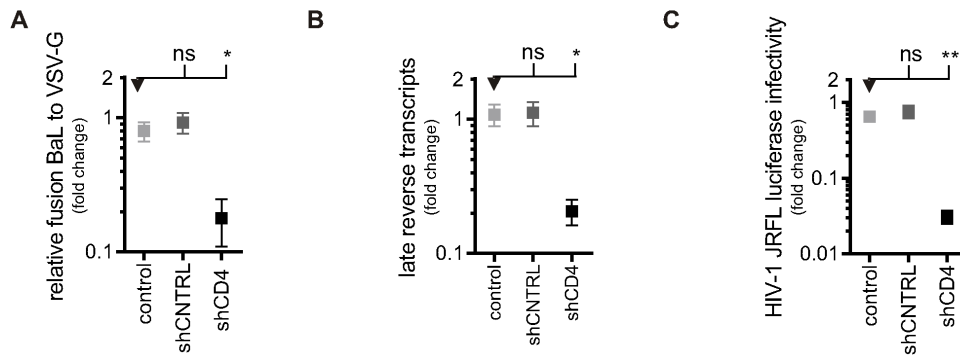 A
relative fusion BaL to VSV-G
(fold change)
ns
*
2
1
0.1
control
shCNTRL
shCD4
B
late reverse transcripts
(fold change)
ns
*
2
1
0.1
control
shCNTRL
shCD4
C
HIV-1 JRFL luciferase infectivity
(fold change)
ns
**
2
1
0.1
0.01
control
shCNTRL
shCD4